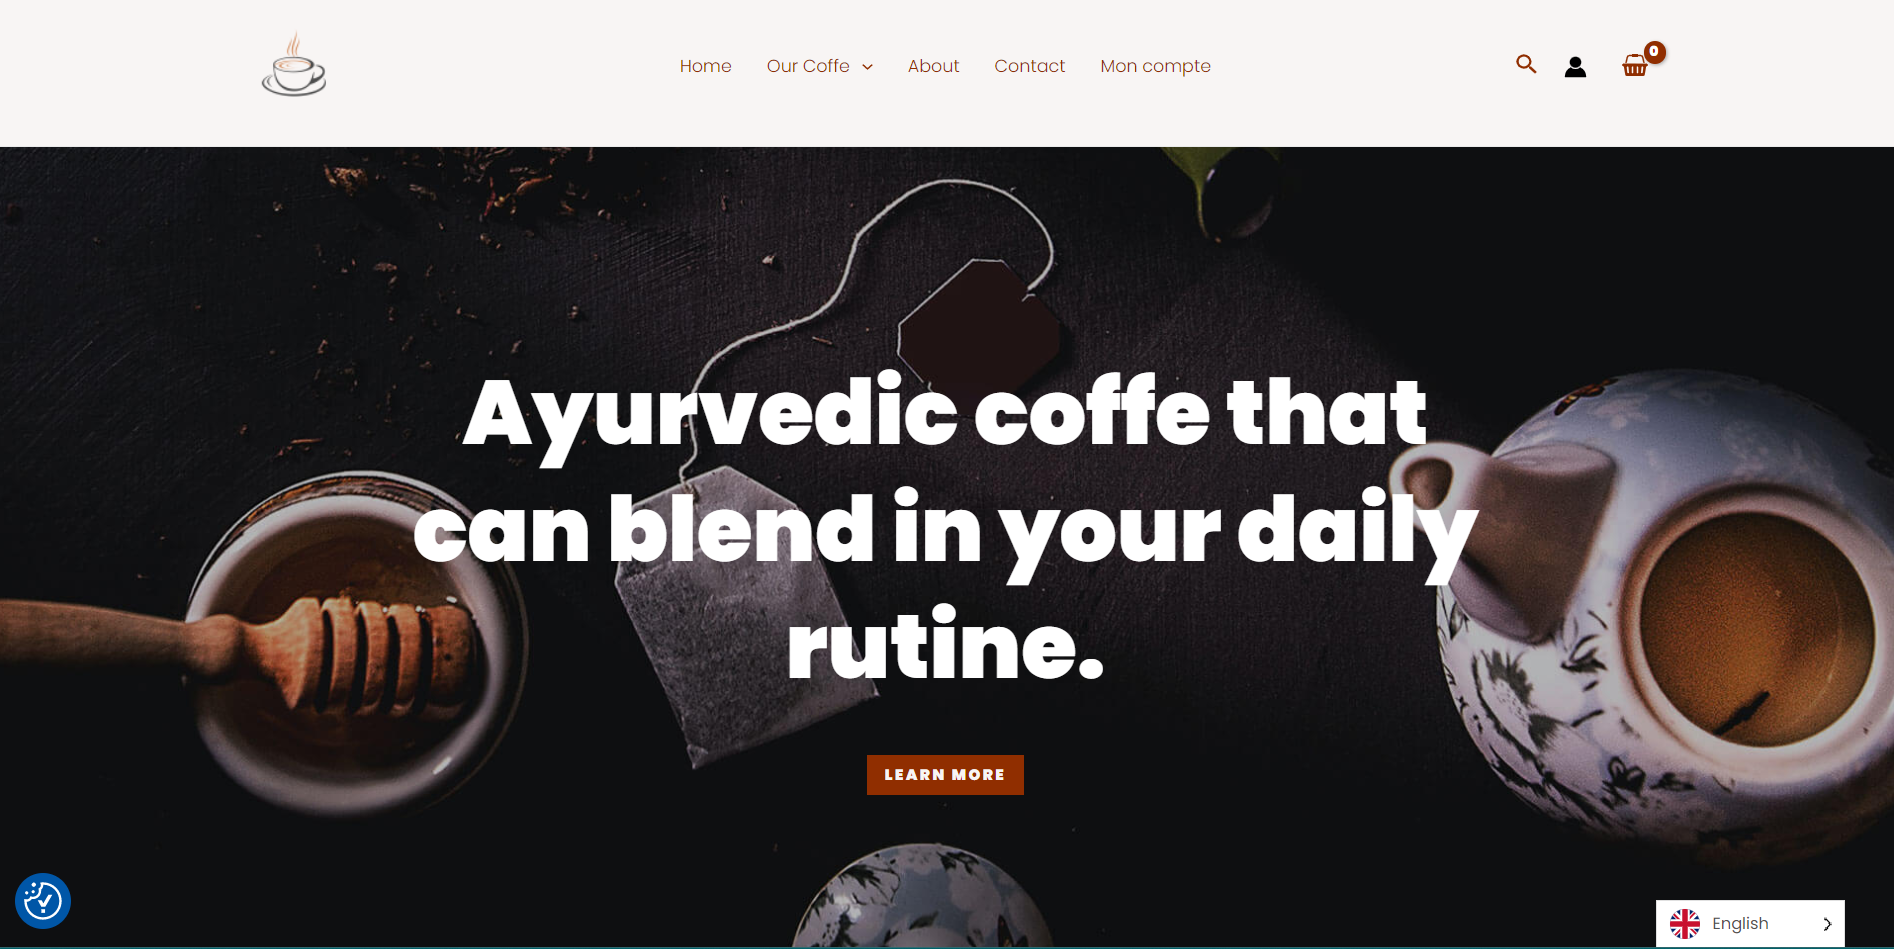 Home
Our Coffe
About
Contact
Mon compte
0
Ayurvedic coffe that
can blend in your daily
rutine.
LEARN MORE
English